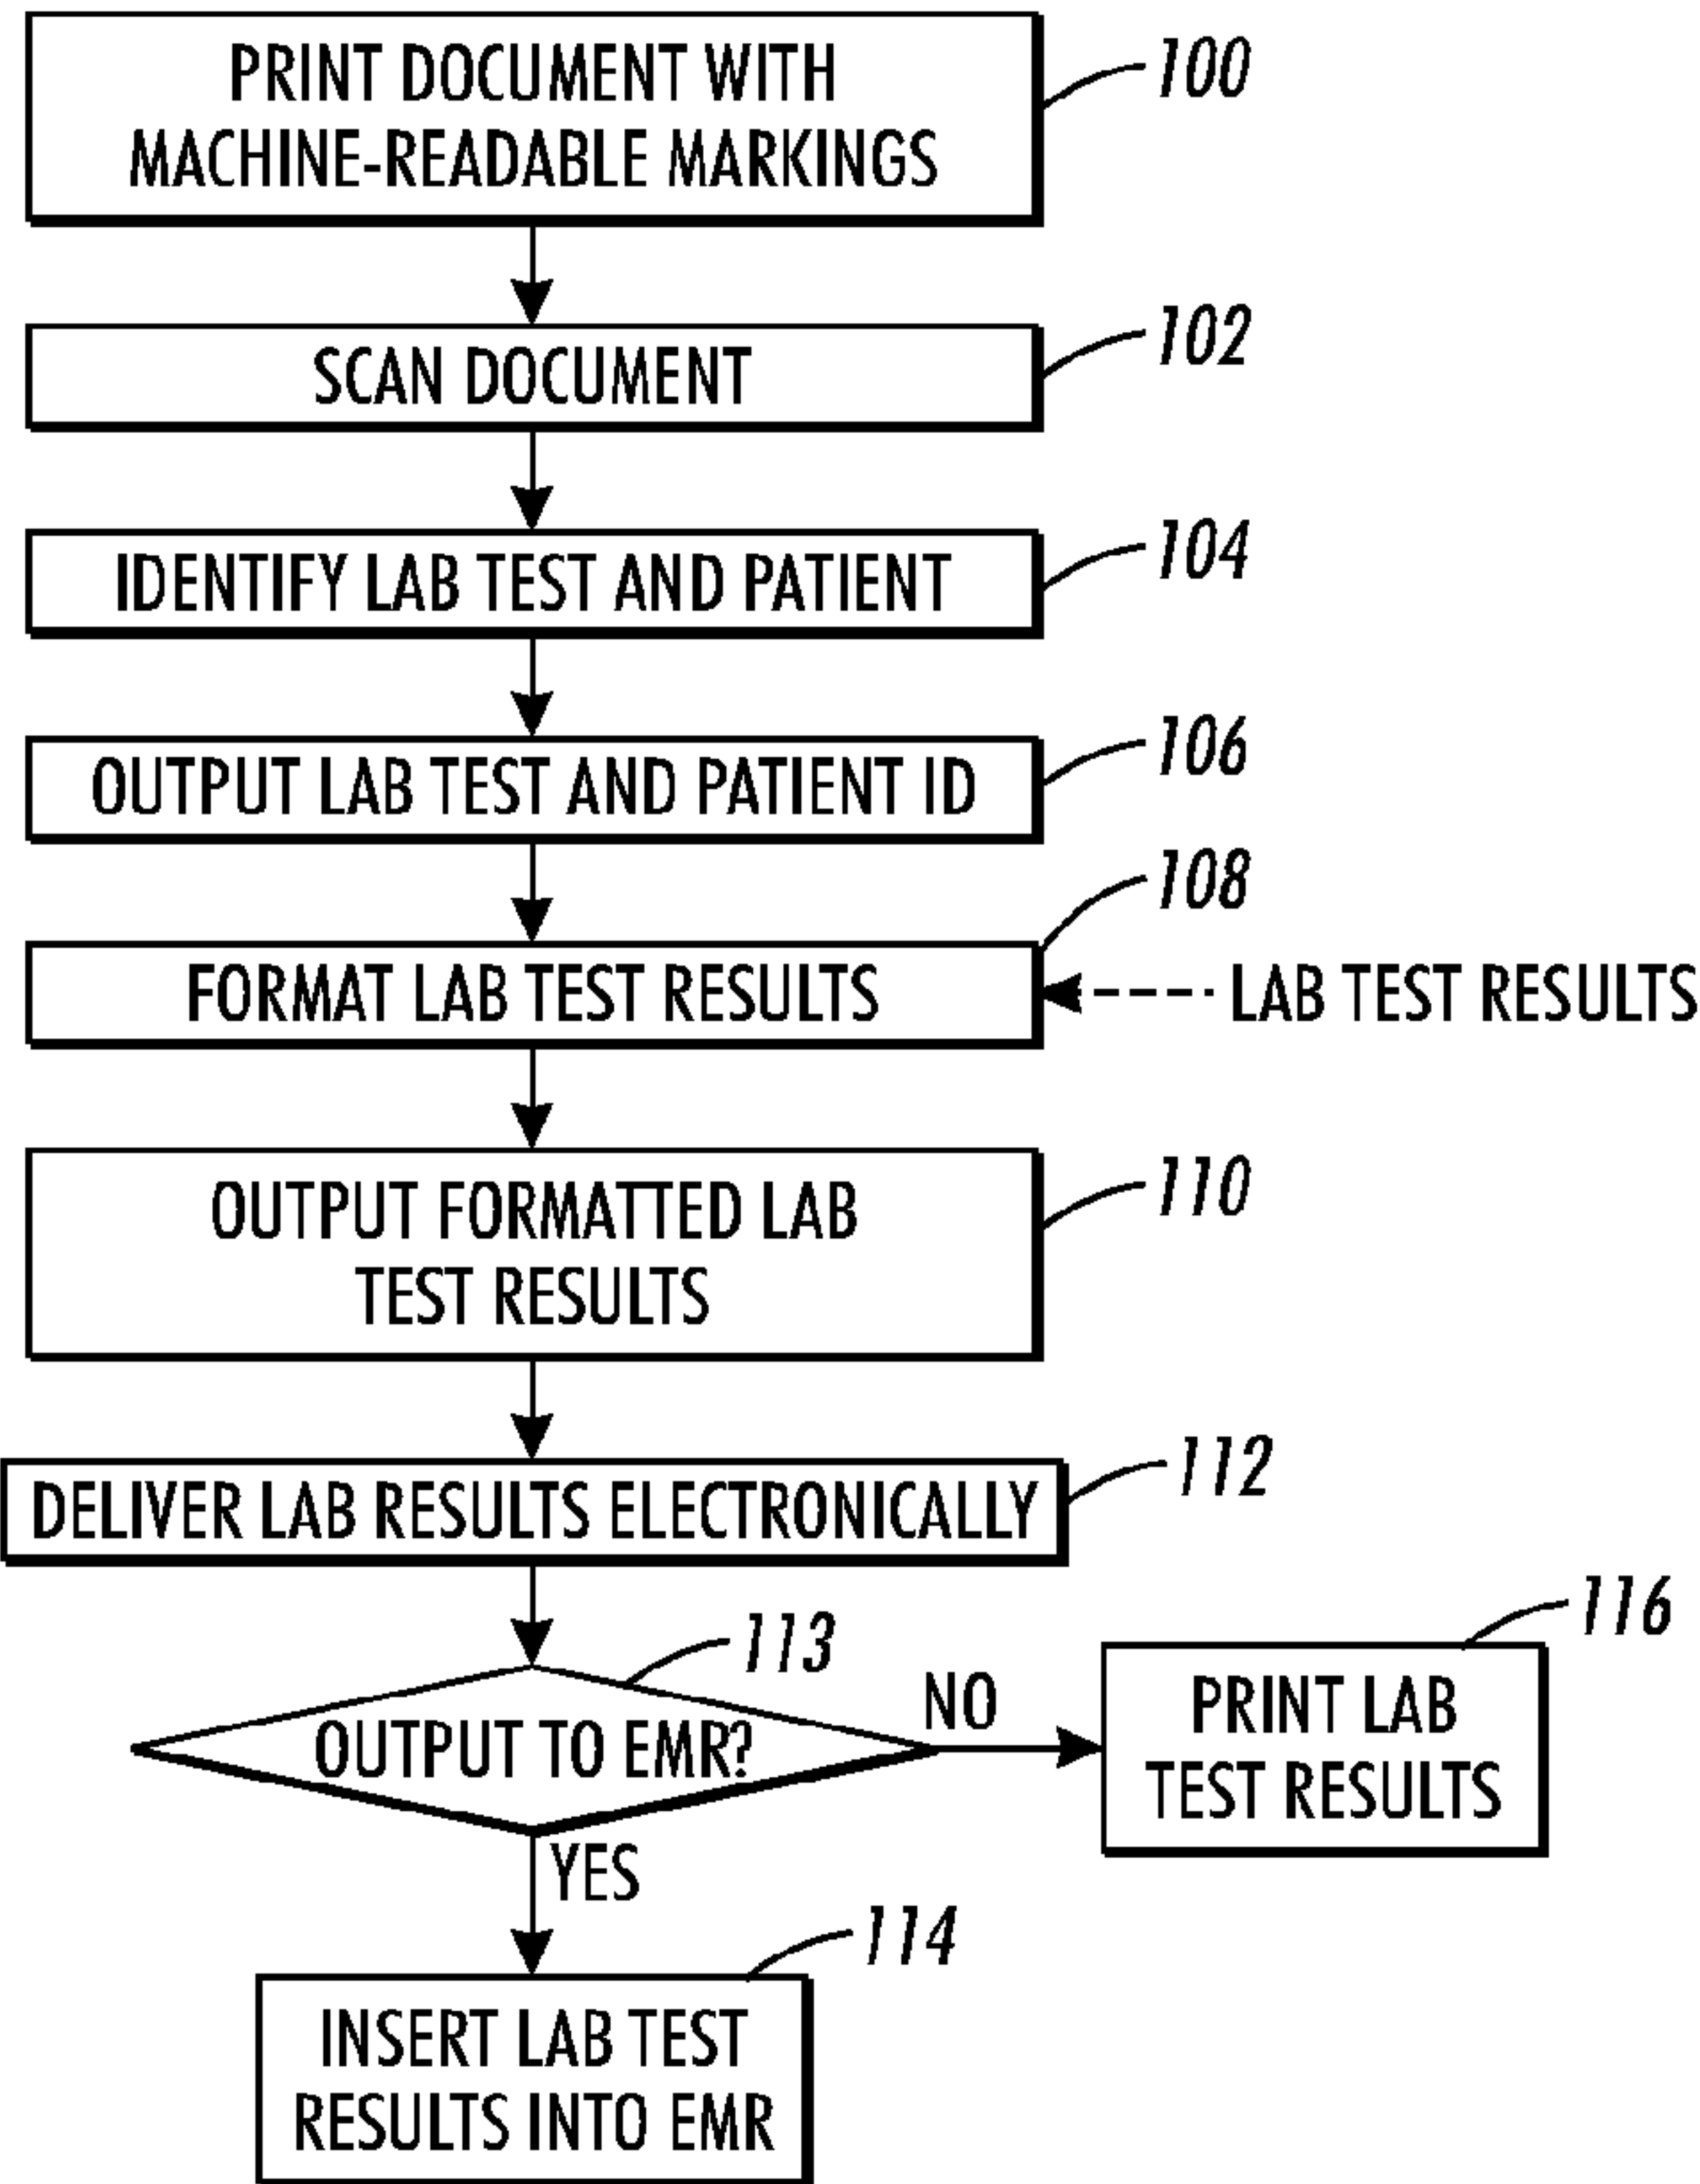 PRINT DOCUMENT WITH
MACHINE-READABLE MARKINGS
100
SCAN DOCUMENT
102
IDENTIFY LAB TEST AND PATIENT
104
OUTPUT LAB TEST AND PATIENT ID
106
108
FORMAT LAB TEST RESULTS
LAB TEST RESULTS
OUTPUT FORMATTED LAB
TEST RESULTS
110
DELIVER LAB RESULTS ELECTRONICALLY
112
113
OUTPUT TO EMR?
NO
116
PRINT LAB
TEST RESULTS
YES
114
INSERT LAB TEST
RESULTS INTO EMR